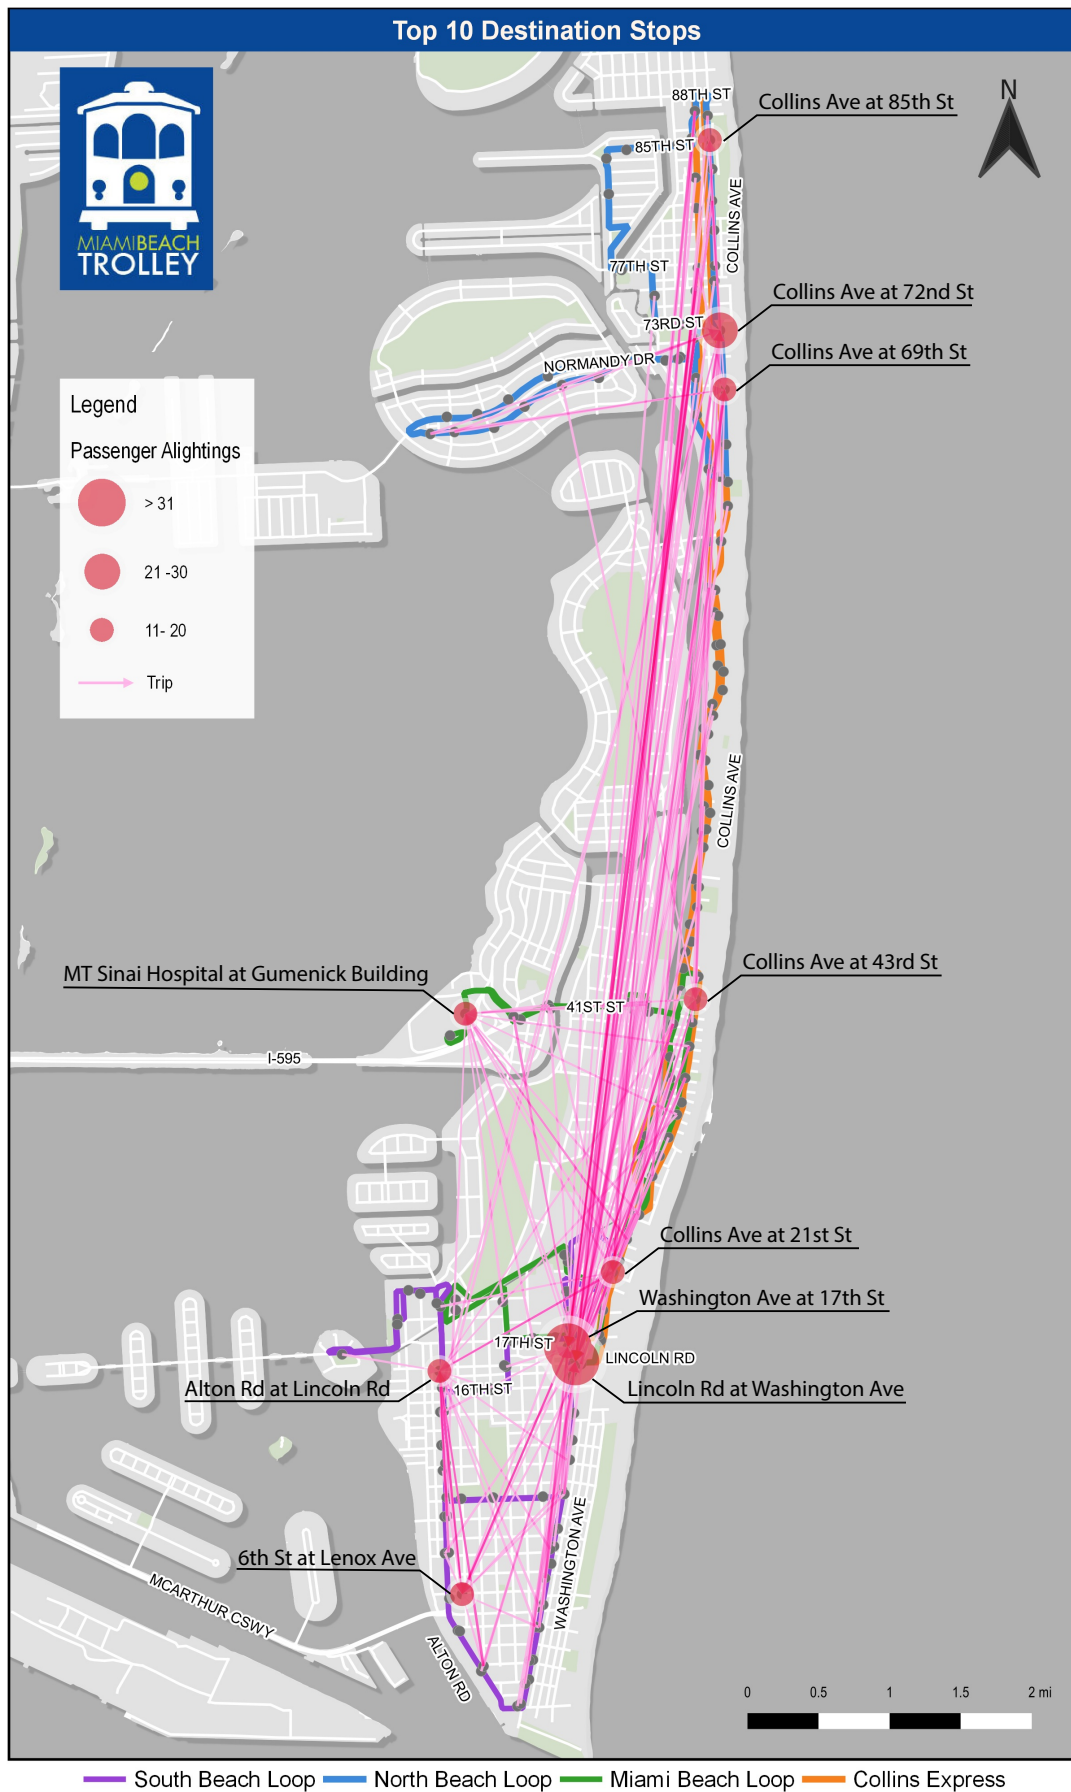 Top 10 Destination Stops
88TH ST
Collins Ave at 85th St
N
85TH ST
COLLINS AVE
MIAMIBEACH
TROLLEY
77TH ST
Collins Ave at 72nd St
73RD ST
Collins Ave at 69th St
NORMANDY DR
Legend
Passenger Alightings
> 31
21 -30
11- 20
Trip
COLLINS AVE
MT Sinai Hospital at Gumenick Building
Collins Ave at 43rd St
41ST ST
I-595
Collins Ave at 21st St
Washington Ave at 17th St
17TH ST
LINCOLN RD
Alton Rd at Lincoln Rd
16TH ST
Lincoln Rd at Washington Ave
WASHINGTON AVE
6th St at Lenox Ave
MCARTHUR CSWY
ALTON RD
0 0.5 1 1.5 2 mi
South Beach Loop North Beach Loop Miami Beach Loop Collins Express